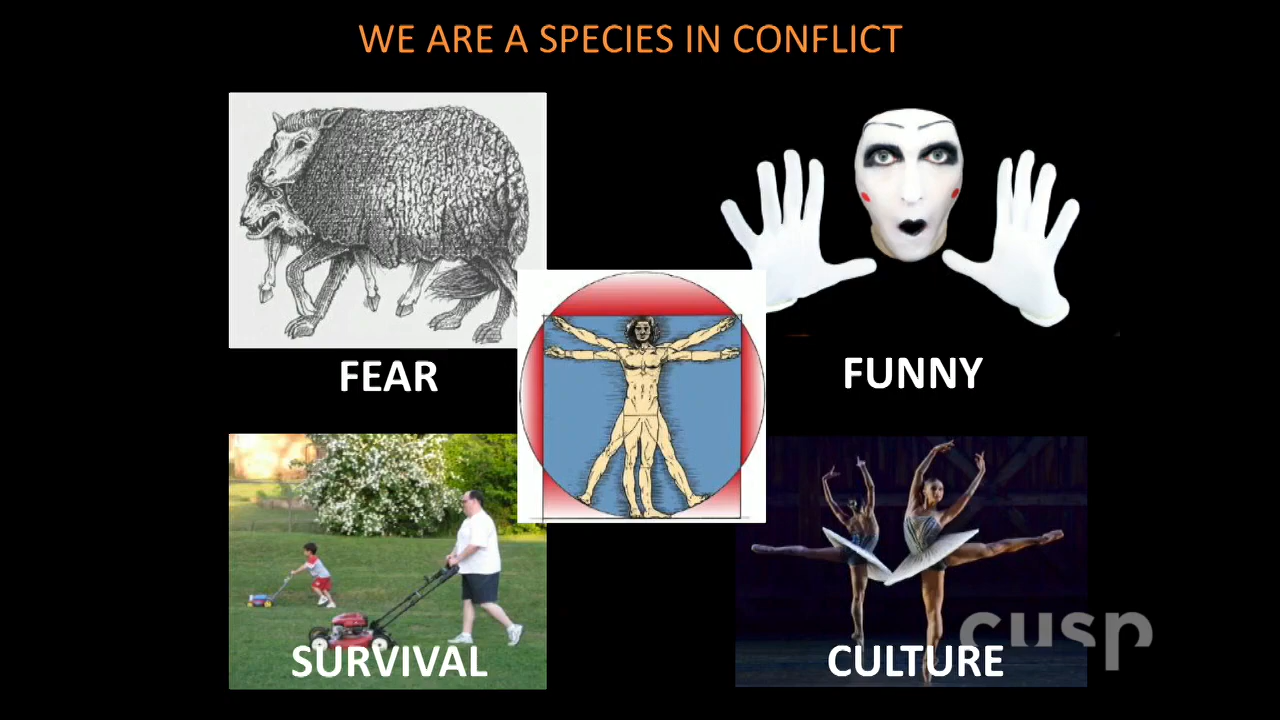 WE ARE A SPECIES IN CONFLICT
FEAR
FUNNY
SURVIVAL
CULTURE
cusp